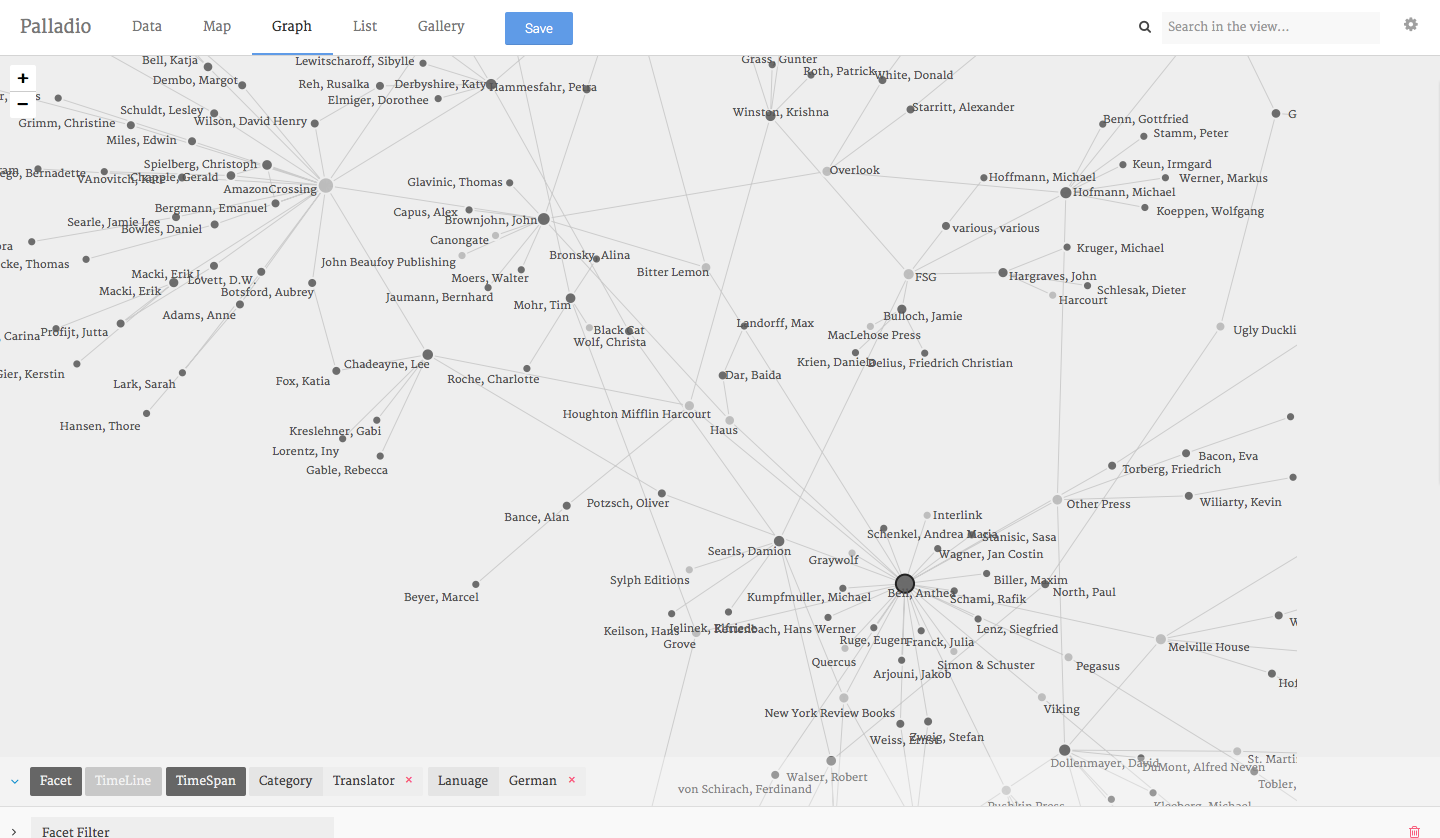 Palladio
Data
Map
Graph
List
Gallery
Save
Search in the view...
+
−
Bell, Katja
Lewitscharoff, Sibylle
Grass, Gunter
Dembo, Margot
Reh, Rusalka
Derbyshire, Katy
Hammesfahr, Petra
Roth, Patrick
White, Donald
Elmiger, Dorothee
Schuldt, Lesley
Wilson, David Henry
Winston, Krishna
Starritt, Alexander
Benn, Gottfried
G
Grimm, Christine
Stamm, Peter
Miles, Edwin
Spielberg, Christoph
Keun, Irmgard
Bernadette
Chapple, Gerald
AmazonCrossing
Glavinic, Thomas
Overlook
Hoffmann, Michael
Werner, Markus
Hofmann, Michael
Bergmann, Emanuel
Capus, Alex
Brownjohn, John
Koeppen, Wolfgang
Searle, Jamie Lee
Bowles, Daniel
Canongate
various, various
ora
cke, Thomas
John Beaufoy Publishing
Bronsky, Alina
Bitter Lemon
Kruger, Michael
Macki, Erik J.
Lovett, D.W.
Moers, Walter
FSG
Hargraves, John
Macki, Erik
Botsford, Aubrey
Jaumann, Bernhard
Schlesak, Dieter
Mohr, Tim
Harcourt
Adams, Anne
Bulloch, Jamie
Landorff, Max
, Carina
Profijt, Jutta
Black Cat
MacLehose Press
Ugly Duckli
Wolf, Christa
Chadeayne, Lee
Krien, Daniela
Delius, Friedrich Christian
Gier, Kerstin
Lark, Sarah
Fox, Katia
Roche, Charlotte
Dar, Baida
Hansen, Thore
Houghton Mifflin Harcourt
Kreslehner, Gabi
Haus
Lorentz, Iny
Gable, Rebecca
Bacon, Eva
Torberg, Friedrich
Bance, Alan
Potzsch, Oliver
Other Press
Wiliarty, Kevin
Interlink
Schenkel, Andrea Maria
Stanisic, Sasa
Searls, Damion
Graywolf
Wagner, Jan Costin
Sylph Editions
Biller, Maxim
Beyer, Marcel
Kumpfmuller, Michael
Bell, Anthea
Schami, Rafik
North, Paul
Keilson, Hans
Jelinek, Elfriede
Kettenbach, Hans Werner
Lenz, Siegfried
W
Grove
Ruge, Eugen
Franck, Julia
Melville House
Quercus
Simon & Schuster
Pegasus
Arjouni, Jakob
Hof
New York Review Books
Viking
Weiss, Ernst
Zweig, Stefan
Dollenmayer, David
DuMont, Alfred Neven
St. Marti
Walser, Robert
von Schirach, Ferdinand
Tobler,
Pushkin Press
Kleeberg, Michael
Facet
TimeLine
TimeSpan
Category
Translator ×
Lanuage
German ×
Facet Filter